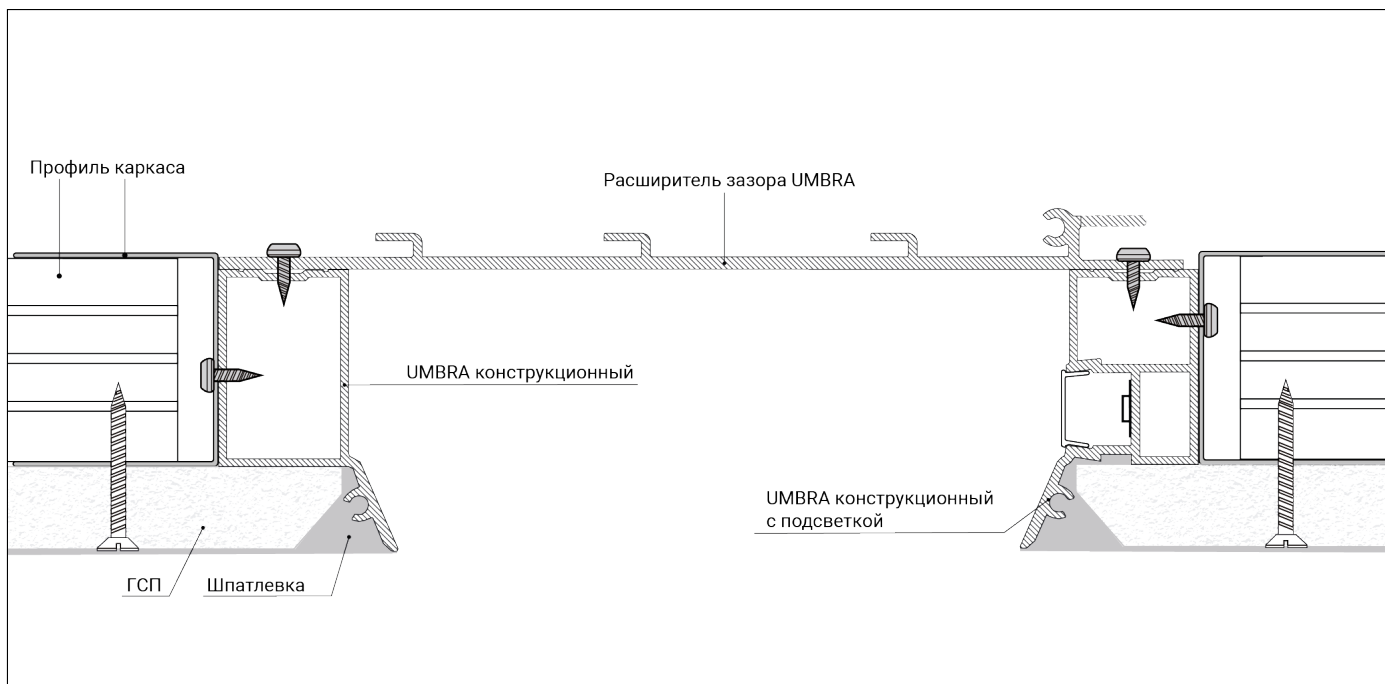 Профиль каркаса
Расширитель зазора UMBRA
UMBRA конструкционный
UMBRA конструкционный
с подсветкой
ГСП
Шпатлевка